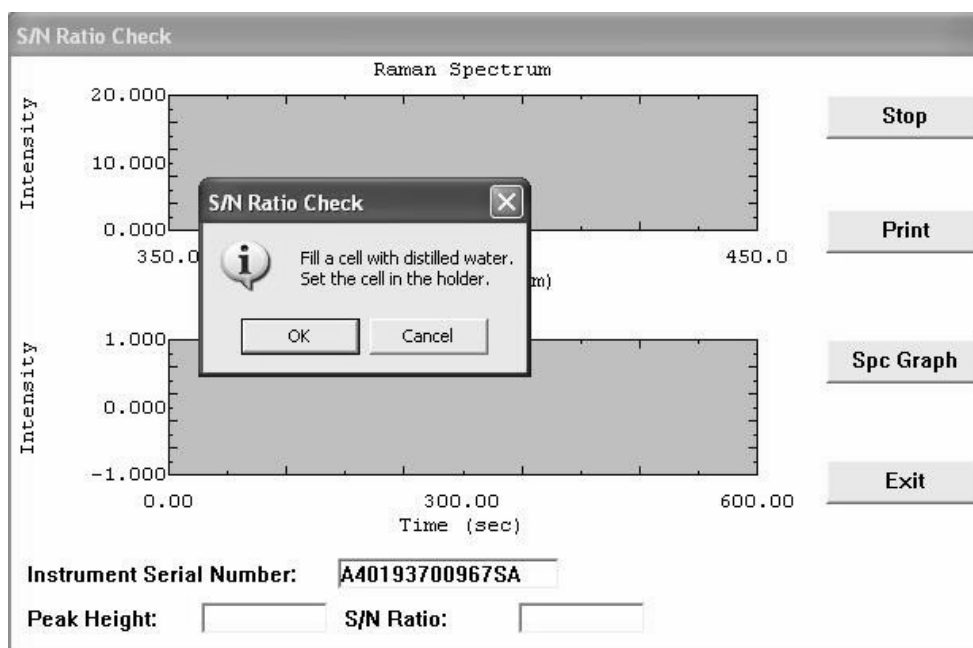 S/N Ratio Check
Raman Spectrum
Intensity
20.000
10.000
0.000
350.0
450.0
m)
S/N Ratio Check
Fill a cell with distilled water.
Set the cell in the holder.
OK
Cancel
Intensity
1.000
0.000
-1.000
0.00
300.00
600.00
Time (sec)
Stop
Print
Spc Graph
Exit
Instrument Serial Number:
A40193700967SA
Peak Height:
S/N Ratio: